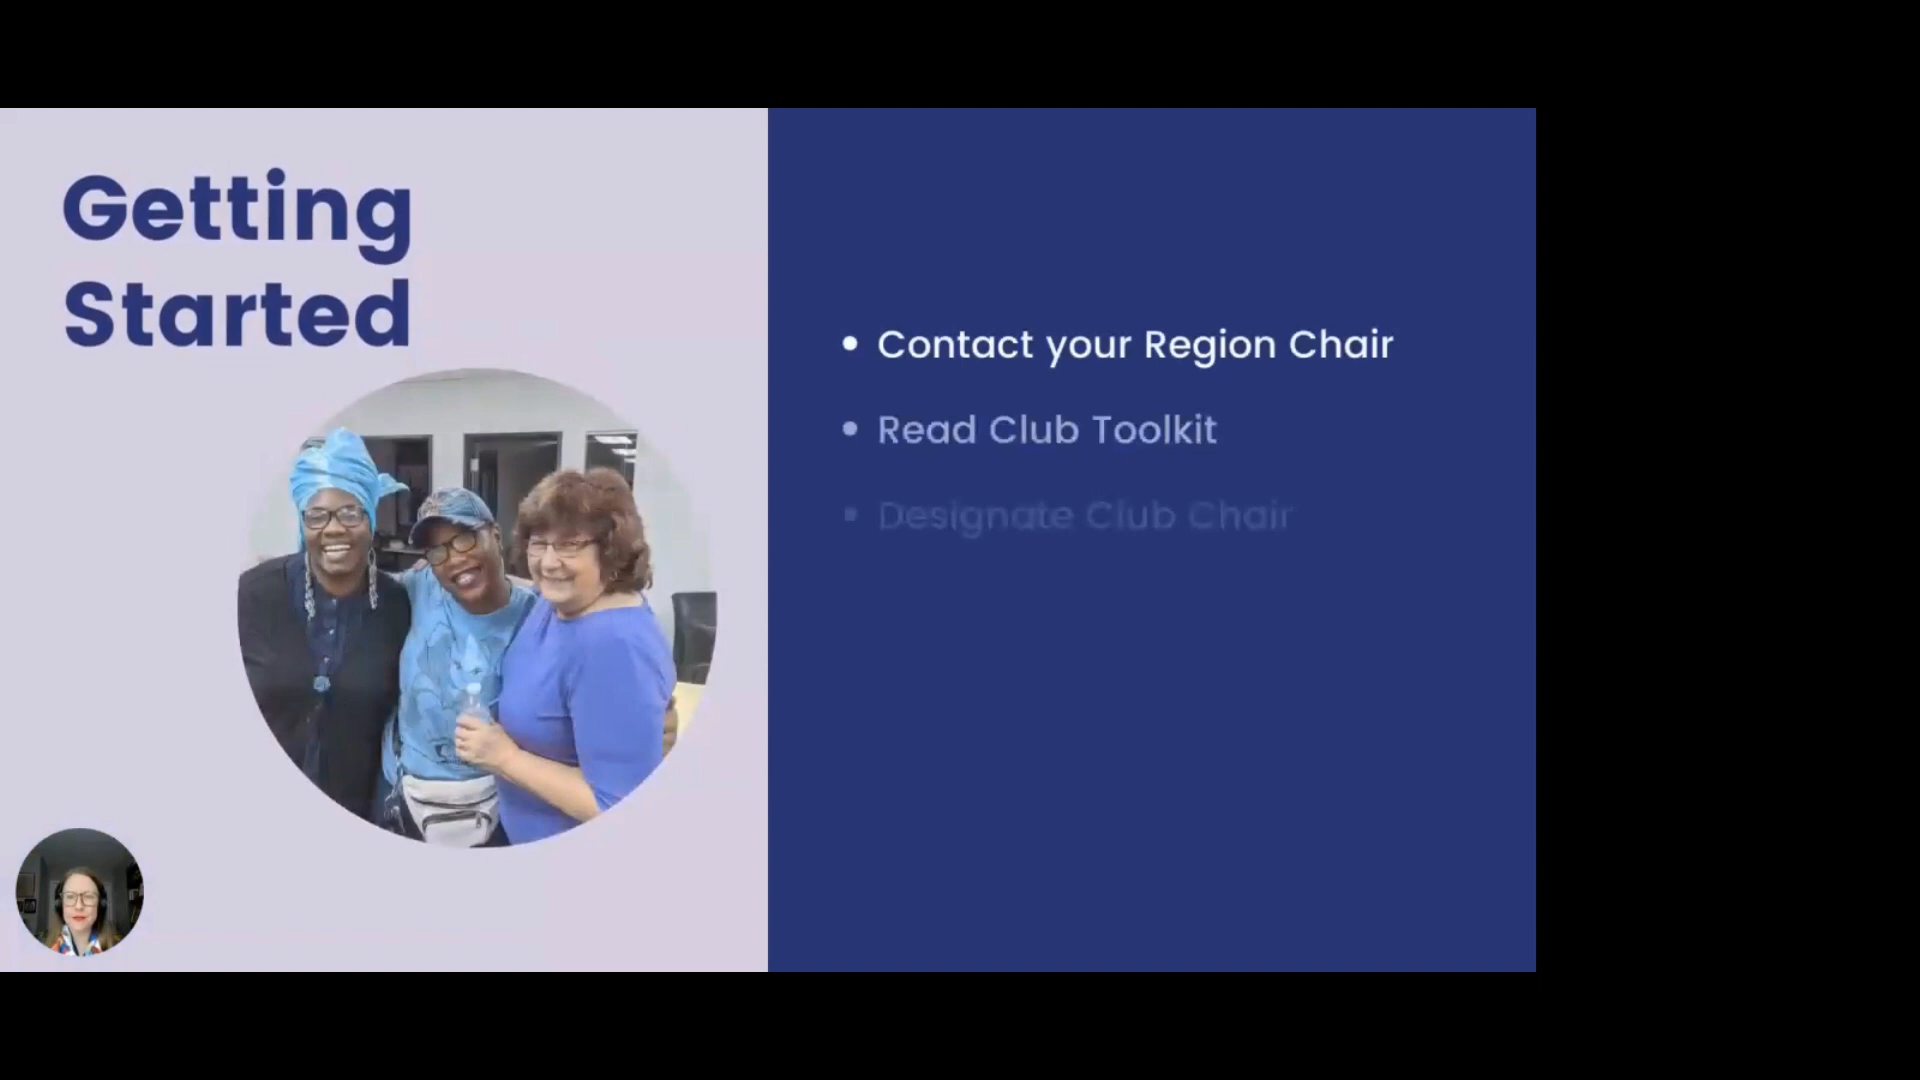 Getting
Started
Contact your Region Chair
Read Club Toolkit
Designate Club Chair